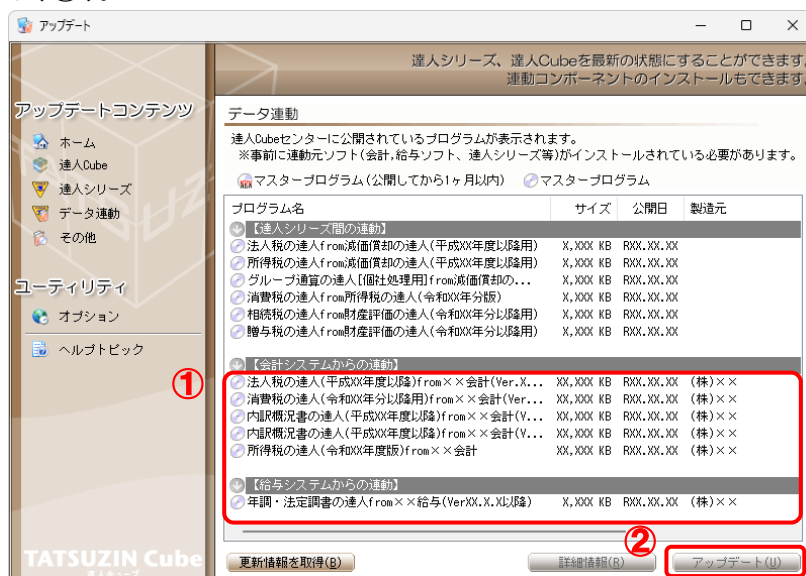 アップデート
達人シリーズ、達人Cubeを最新の状態にすることができます。
連動コンポーネントのインストールもできます。
アップデートコンテンツ
ホーム
達人Cube
達人シリーズ
データ連動
その他
ユーティリティ
オプション
ヘルプトピック
TATSUZIN Cube
データ連動
達人Cubeセンターに公開されているプログラムが表示されます。
※事前に連動元ソフト(会計,給与ソフト、達人シリーズ等)がインストールされている必要があります。
マスタープログラム(公開してから1ヶ月以内) マスタープログラム
プログラム名 サイズ 公開日 製造元
【達人シリーズ間の連動】
法人税の達人from減価償却の達人(平成XX年度以降用) X,XXX KB RXX.XX.XX
所得税の達人from減価償却の達人(平成XX年度以降用) X,XXX KB RXX.XX.XX
グループ通算の達人[個社処理用]from減価償却の... X,XXX KB RXX.XX.XX
消費税の達人from所得税の達人(令和XX年分版) X,XXX KB RXX.XX.XX
相続税の達人from財産評価の達人(令和XX年分以降用) X,XXX KB RXX.XX.XX
贈与税の達人from財産評価の達人(令和XX年分以降用) X,XXX KB RXX.XX.XX
【会計システムからの連動】
①
法人税の達人(平成XX年度以降)from××会計(Ver.X... XX,XXX KB RXX.XX.XX (株)××
消費税の達人(令和XX年分以降用)from××会計(Ver... XX,XXX KB RXX.XX.XX (株)××
内訳概況書の達人(平成XX年度以降)from××会計(V... XX,XXX KB RXX.XX.XX (株)××
内訳概況書の達人(平成XX年度以降)from××会計(V... XX,XXX KB RXX.XX.XX (株)××
所得税の達人(令和XX年度版)from××会計 XX,XXX KB RXX.XX.XX (株)××
【給与システムからの連動】
年調・法定調書の達人from××給与(VerXX.X.X以降) X,XXX KB RXX.XX.XX (株)××
②
更新情報を取得(B) 詳細情報(R) アップデート(U)